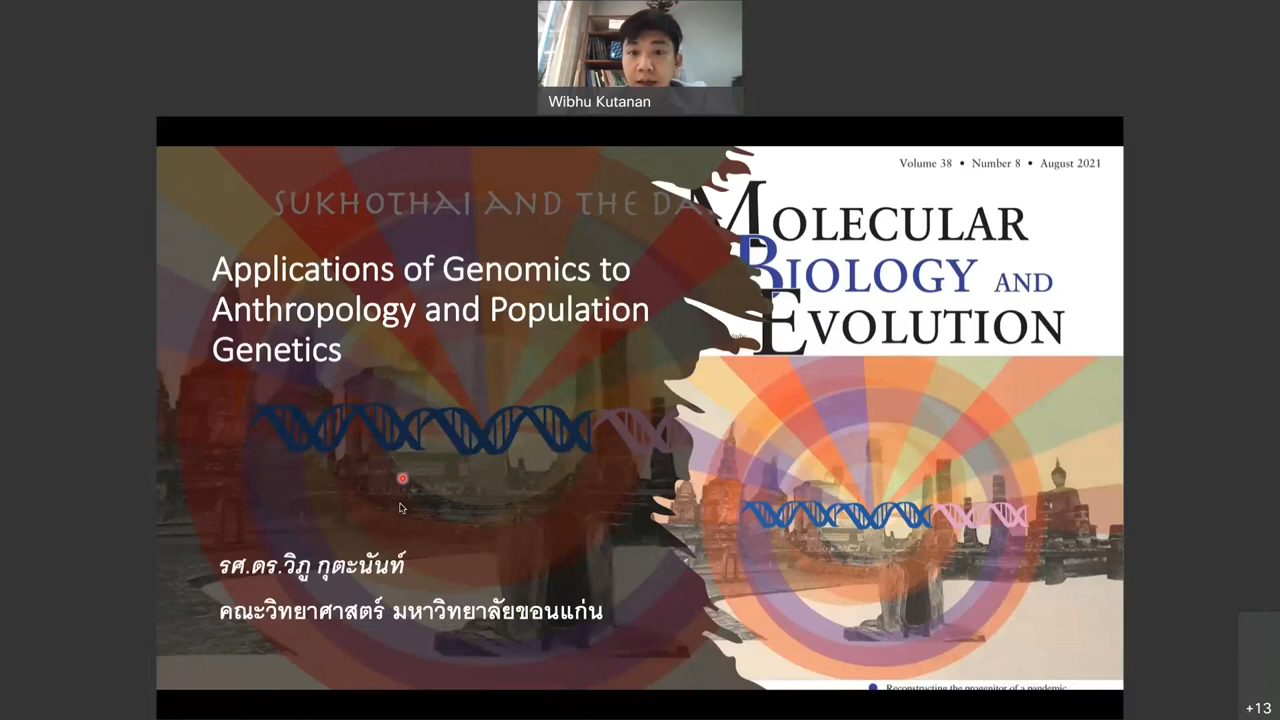 Wibhu Kutanan
SUKHOTHAI AND THE DA
Applications of Genomics to
Anthropology and Population
Genetics
รศ.ดร.วิภู กุตะนันท์
คณะวิทยาศาสตร์ มหาวิทยาลัยขอนแก่น
Volume 38 • Number 8 • August 2021
MOLECULAR
BIOLOGY AND
EVOLUTION
Reconstructing the progenitor of a pandemic
+13